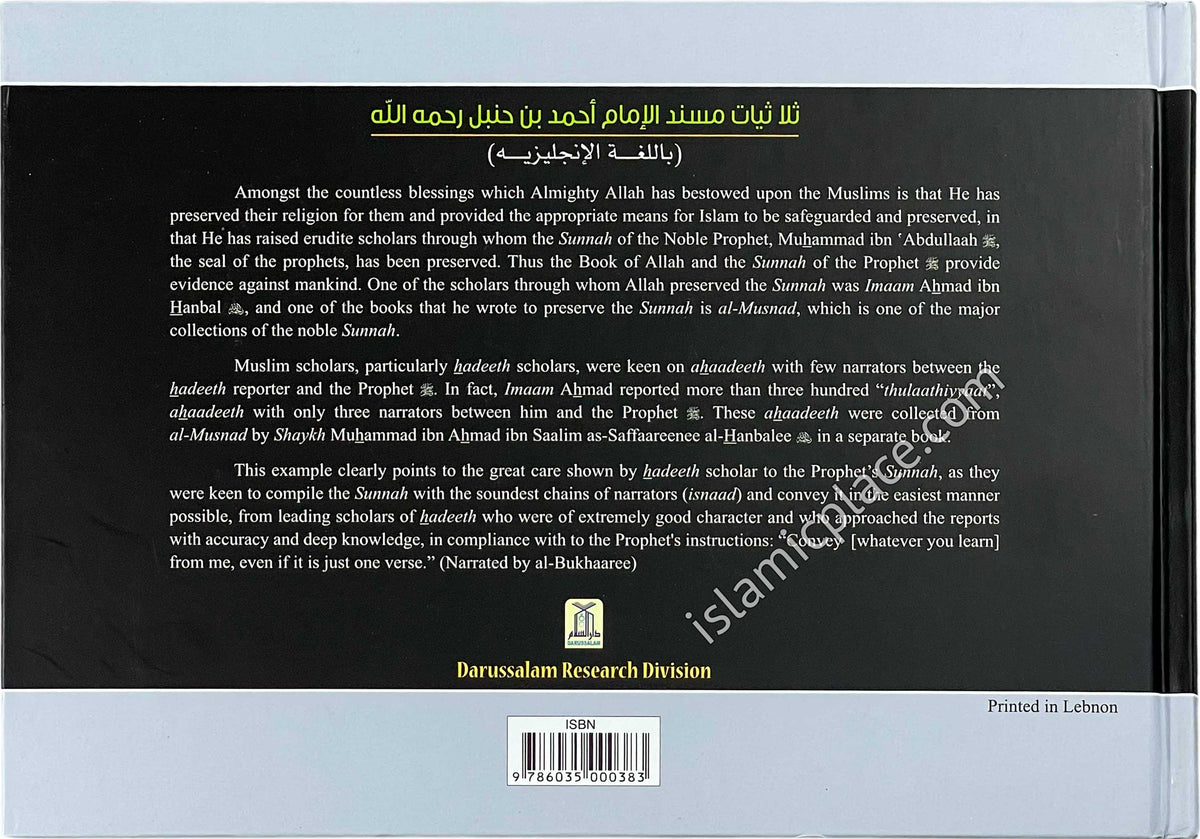 ثلاثيات مسند الإمام أحمد بن حنبل رحمه الله
(باللغـة الإنجليزيـه)
Amongst the countless blessings which Almighty Allah has bestowed upon the Muslims is that He has
preserved their religion for them and provided the appropriate means for Islam to be safeguarded and preserved, in
that He has raised erudite scholars through whom the Sunnah of the Noble Prophet, Muhammad ibn ʻAbdullaah ﷺ,
the seal of the prophets, has been preserved. Thus the Book of Allah and the Sunnah of the Prophet ﷺ provide
evidence against mankind. One of the scholars through whom Allah preserved the Sunnah was Imaam Ahmad ibn
Hanbal, and one of the books that he wrote to preserve the Sunnah is al-Musnad, which is one of the major
collections of the noble Sunnah.
Muslim scholars, particularly hadeeth scholars, were keen on ahaadeeth with few narrators between the
hadeeth reporter and the Prophet ﷺ. In fact, Imaam Ahmad reported more than three hundred “thulaathiyyaat”,
ahaadeeth with only three narrators between him and the Prophet ﷺ. These ahaadeeth were collected from
al-Musnad by Shaykh Muhammad ibn Ahmad ibn Saalim as-Saffaareenee al-Hanbalee in a separate book.
This example clearly points to the great care shown by hadeeth scholar to the Prophet's Sunnah, as they
were keen to compile the Sunnah with the soundest chains of narrators (isnaad) and convey it in the easiest manner
possible, from leading scholars of hadeeth who were of extremely good character and who approached the reports
with accuracy and deep knowledge, in compliance with to the Prophet's instructions: “Convey [whatever you learn]
from me, even if it is just one verse.” (Narrated by al-Bukhaaree)
islamicplace.com
دار السلام
DARUSSALAM
Darussalam Research Division
Printed in Lebnon
ISBN
9 786035 000383